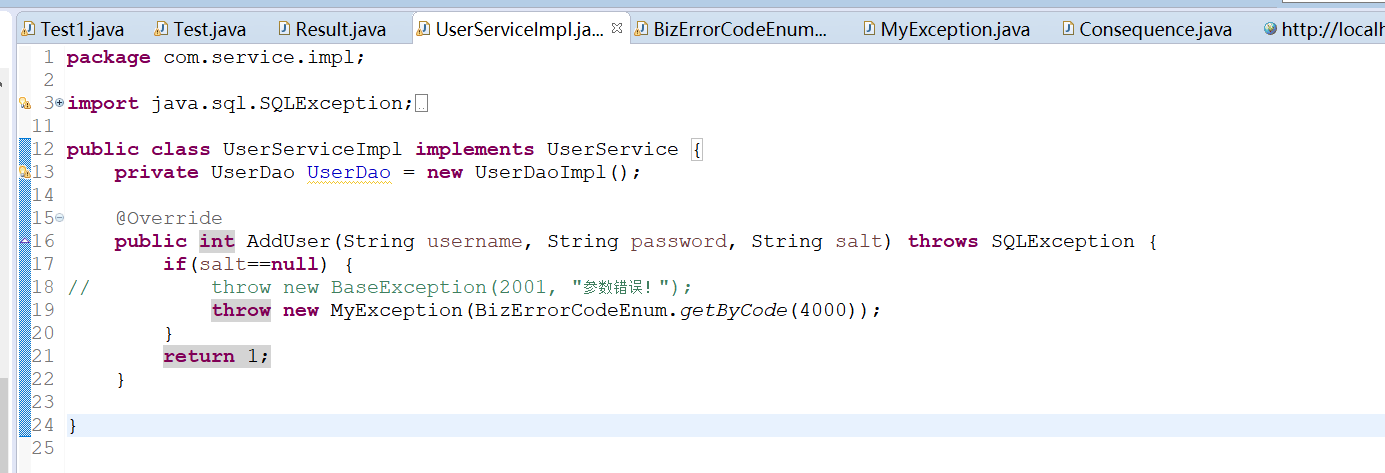 Test1.java Test.java Result.java UserServiceImpl.ja... BizErrorCodeEnum... MyException.java Consequence.java http://localh
1 package com.service.impl;
2
3 import java.sql.SQLException;
11
12 public class UserServiceImpl implements UserService {
13 private UserDao UserDao = new UserDaoImpl();
14
15 @Override
16 public int AddUser(String username, String password, String salt) throws SQLException {
17 if(salt==null) {
18 // throw new BaseException(2001, "参数错误!");
19 throw new MyException(BizErrorCodeEnum.getByCode(4000));
20 }
21 return 1;
22 }
23
24 }
25